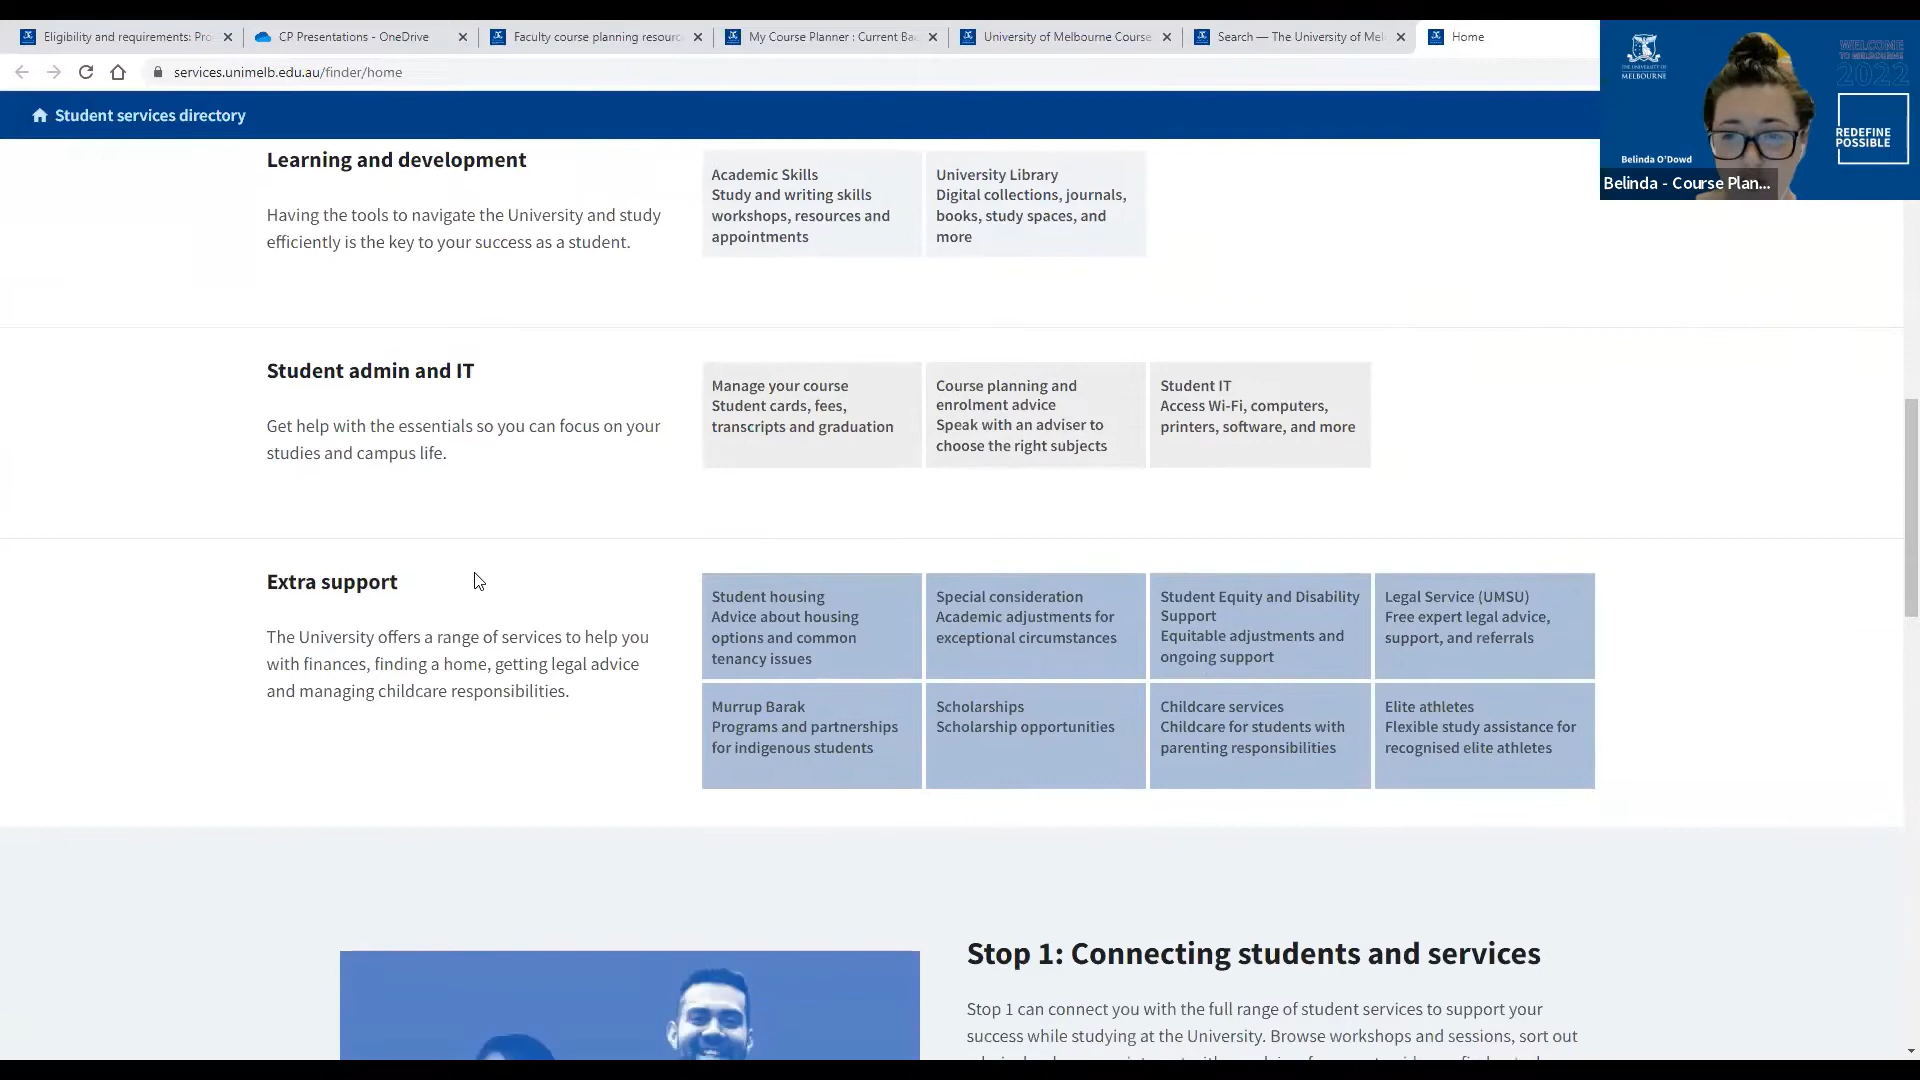 Eligibility and requirements: Pro
CP Presentations - OneDrive
Faculty course planning resourc
My Course Planner : Current Ba
University of Melbourne Course
Search — The University of Mel
Home
services.unimelb.edu.au/finder/home
Student services directory
THE UNIVERSITY OF
MELBOURNE
WELCOME
TO MELBOURNE
2022
REDEFINE
POSSIBLE
Belinda O'Dowd
Belinda - Course Plan...
Learning and development
Having the tools to navigate the University and study
efficiently is the key to your success as a student.
Academic Skills
Study and writing skills
workshops, resources and
appointments
University Library
Digital collections, journals,
books, study spaces, and
more
Student admin and IT
Get help with the essentials so you can focus on your
studies and campus life.
Manage your course
Student cards, fees,
transcripts and graduation
Course planning and
enrolment advice
Speak with an adviser to
choose the right subjects
Student IT
Access Wi-Fi, computers,
printers, software, and more
Extra support
The University offers a range of services to help you
with finances, finding a home, getting legal advice
and managing childcare responsibilities.
Student housing
Advice about housing
options and common
tenancy issues
Special consideration
Academic adjustments for
exceptional circumstances
Student Equity and Disability
Support
Equitable adjustments and
ongoing support
Legal Service (UMSU)
Free expert legal advice,
support, and referrals
Murrup Barak
Programs and partnerships
for indigenous students
Scholarships
Scholarship opportunities
Childcare services
Childcare for students with
parenting responsibilities
Elite athletes
Flexible study assistance for
recognised elite athletes
Stop 1: Connecting students and services
Stop 1 can connect you with the full range of student services to support your
success while studying at the University. Browse workshops and sessions, sort out